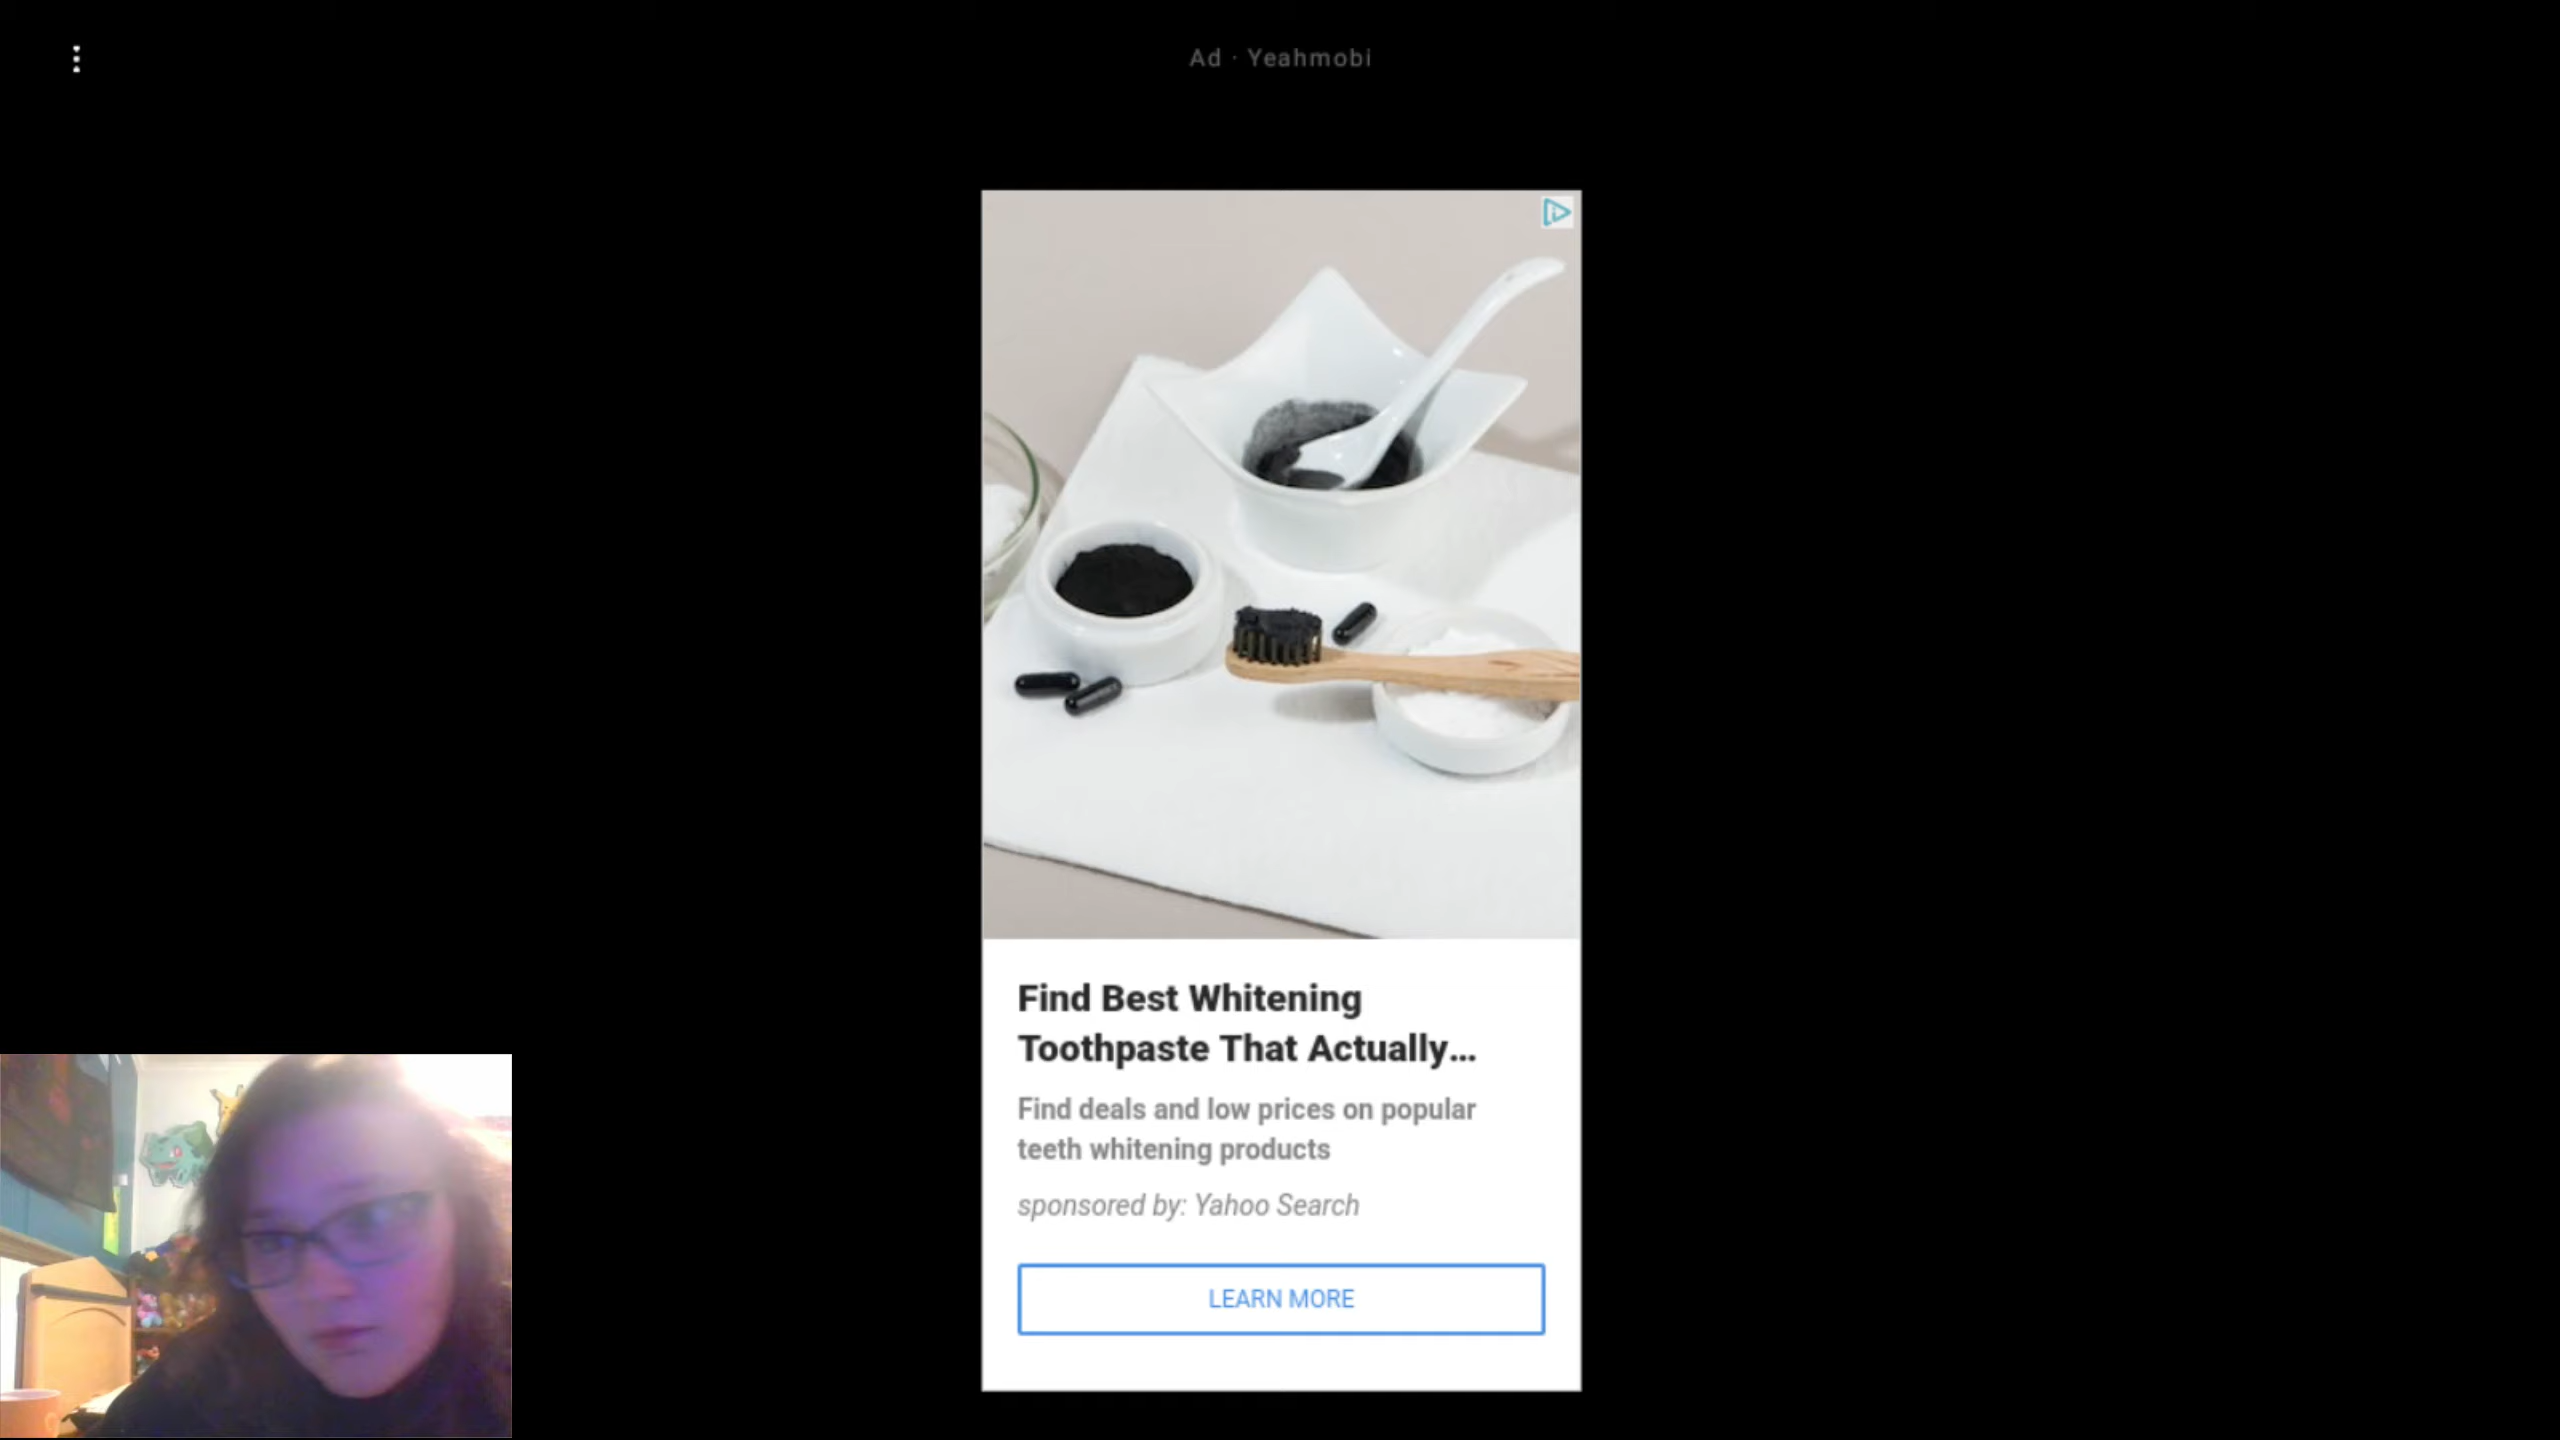 Ad · Yeahmobi
Find Best Whitening
Toothpaste That Actually...
Find deals and low prices on popular
teeth whitening products
sponsored by: Yahoo Search
LEARN MORE